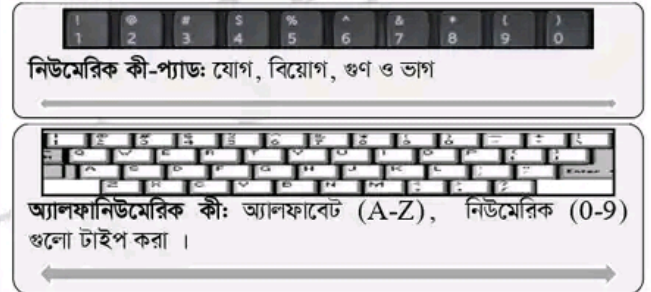 ! @ # $ % ^ & * ( )
1 2 3 4 5 6 7 8 9 0
নিউমেরিক কী-প্যাড: যোগ, বিয়োগ, গুণ ও ভাগ
Q W E R T Y U I O P
A S D F G H J K L Enter
Z X C V B N M
অ্যালফানিউমেরিক কী: অ্যালফাবেট (A-Z), নিউমেরিক (0-9)
গুলো টাইপ করা ।